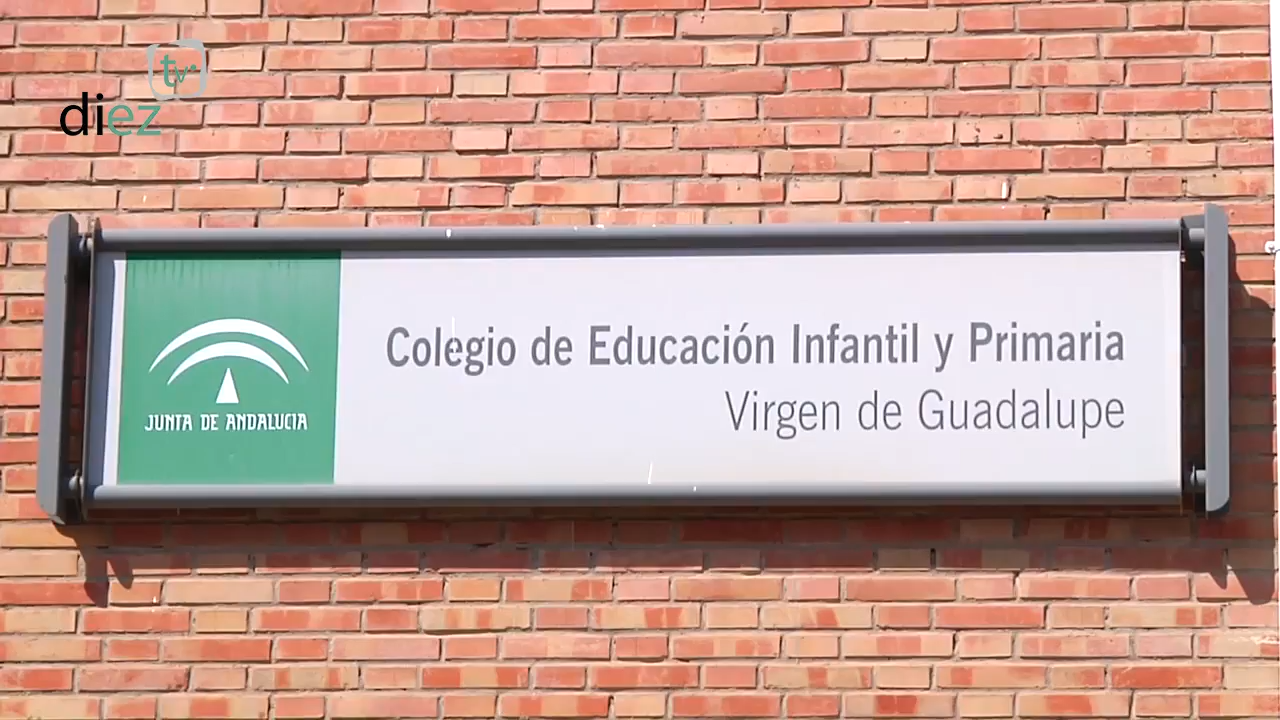 tv
diez
Colegio de Educación Infantil y Primaria
Virgen de Guadalupe
JUNTA DE ANDALUCIA